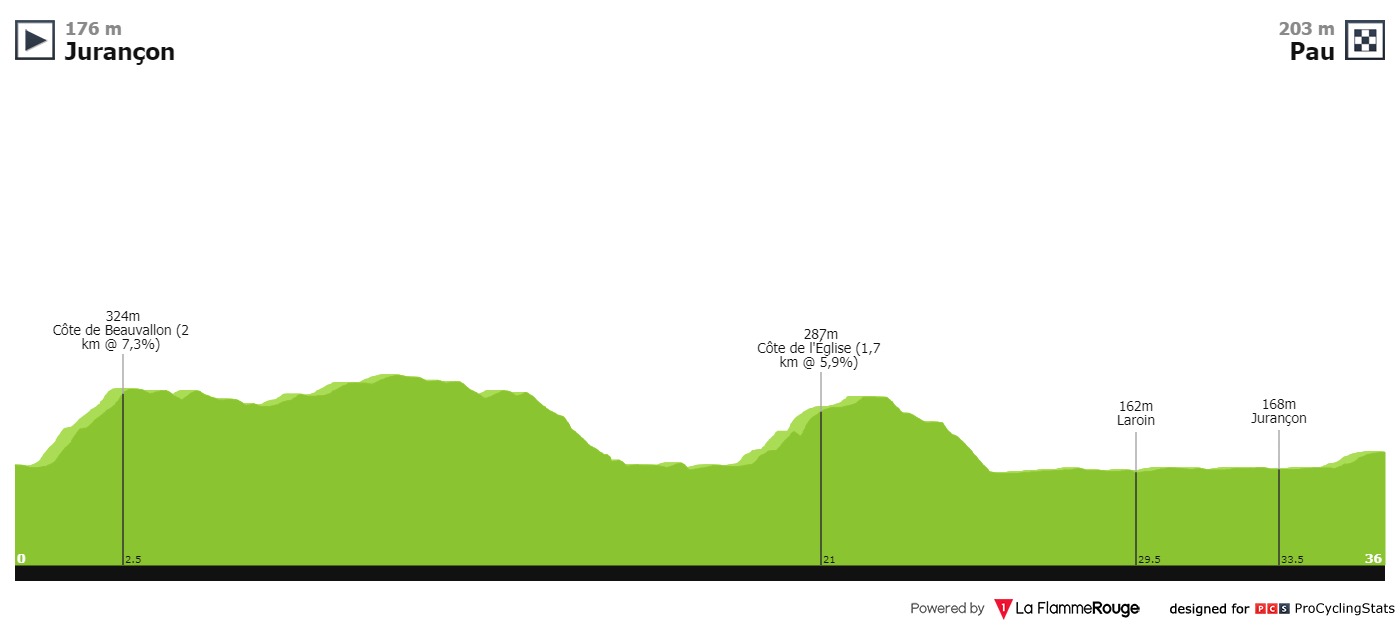 176 m
Jurançon
203 m
Pau
324m
Côte de Beauvallon (2
km @ 7,3%)
287m
Côte de l'Église (1,7
km @ 5,9%)
162m
Laroin
168m
Jurançon
0
2.5
21
29.5
33.5
36
Powered by 1 La FlammeRouge designed for PCS ProCyclingStats